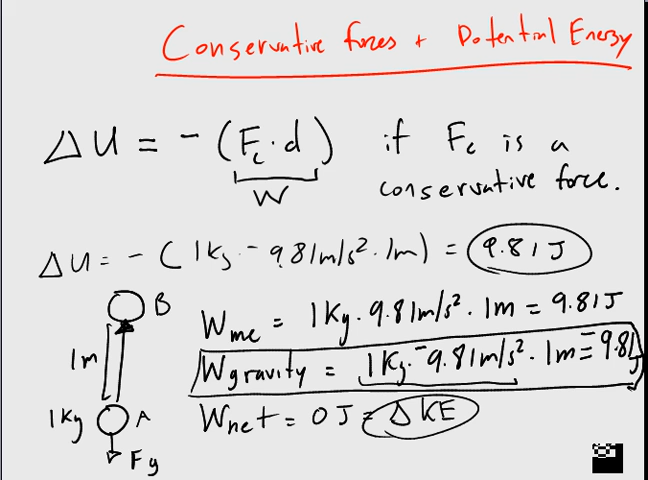 Conservative forces + Potential Energy
ΔU = - (Fc · d) if Fc is a
W
conservative force.
ΔU = - (1Kg · -9.81m/s² · 1m) = 9.81J
B
Wme = 1Kg · 9.81m/s² · 1m = 9.81J
1m
Wgravity = 1Kg · -9.81m/s² · 1m = -9.81J
1Kg A
Wnet = 0J = ΔKE
Fg